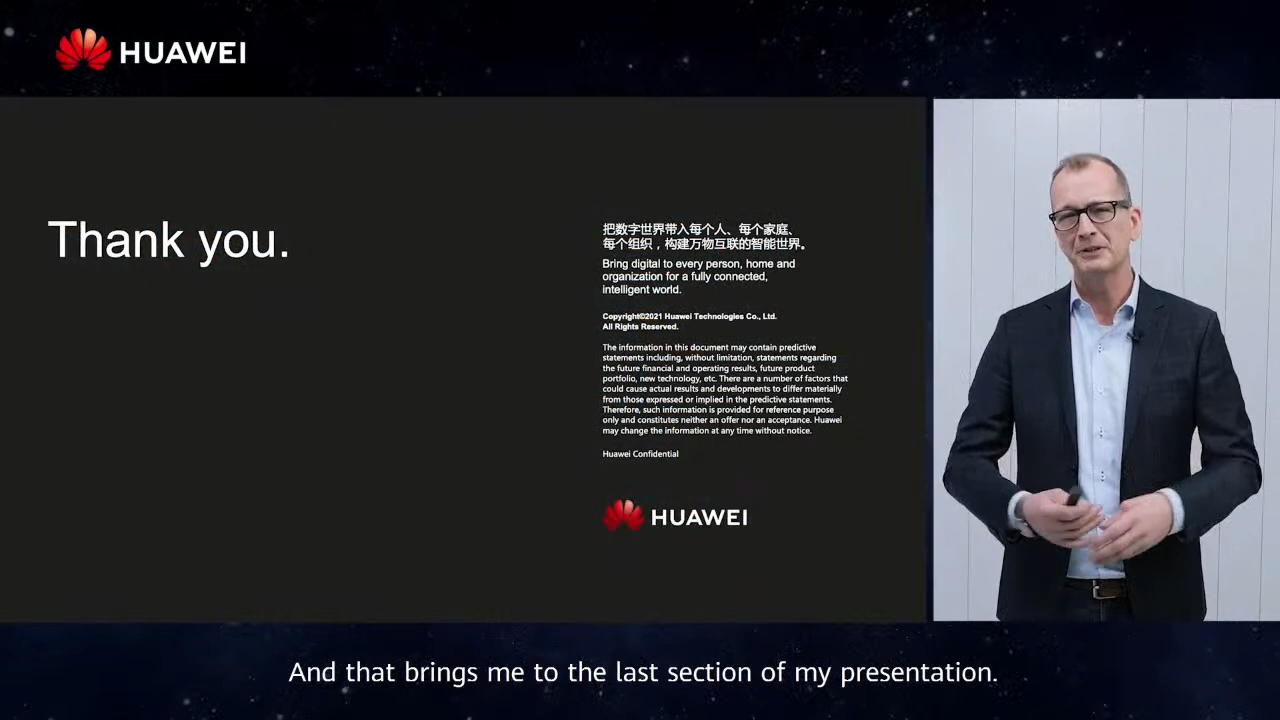 HUAWEI
Thank you.
把数字世界带入每个人、每个家庭、
每个组织，构建万物互联的智能世界。
Bring digital to every person, home and
organization for a fully connected,
intelligent world.
Copyright©2021 Huawei Technologies Co., Ltd.
All Rights Reserved.
The information in this document may contain predictive
statements including, without limitation, statements regarding
the future financial and operating results, future product
portfolio, new technology, etc. There are a number of factors that
could cause actual results and developments to differ materially
from those expressed or implied in the predictive statements.
Therefore, such information is provided for reference purpose
only and constitutes neither an offer nor an acceptance. Huawei
may change the information at any time without notice.
Huawei Confidential
HUAWEI
And that brings me to the last section of my presentation.